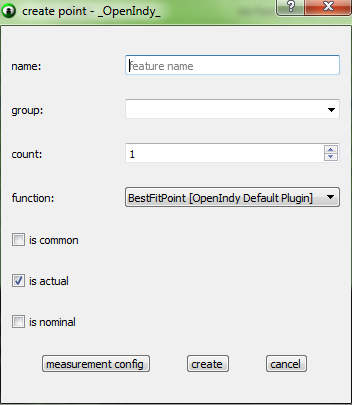 create point - _OpenIndy_
name: feature name
group:
count: 1
function: BestFitPoint [OpenIndy Default Plugin]
is common
is actual
is nominal
measurement config create cancel